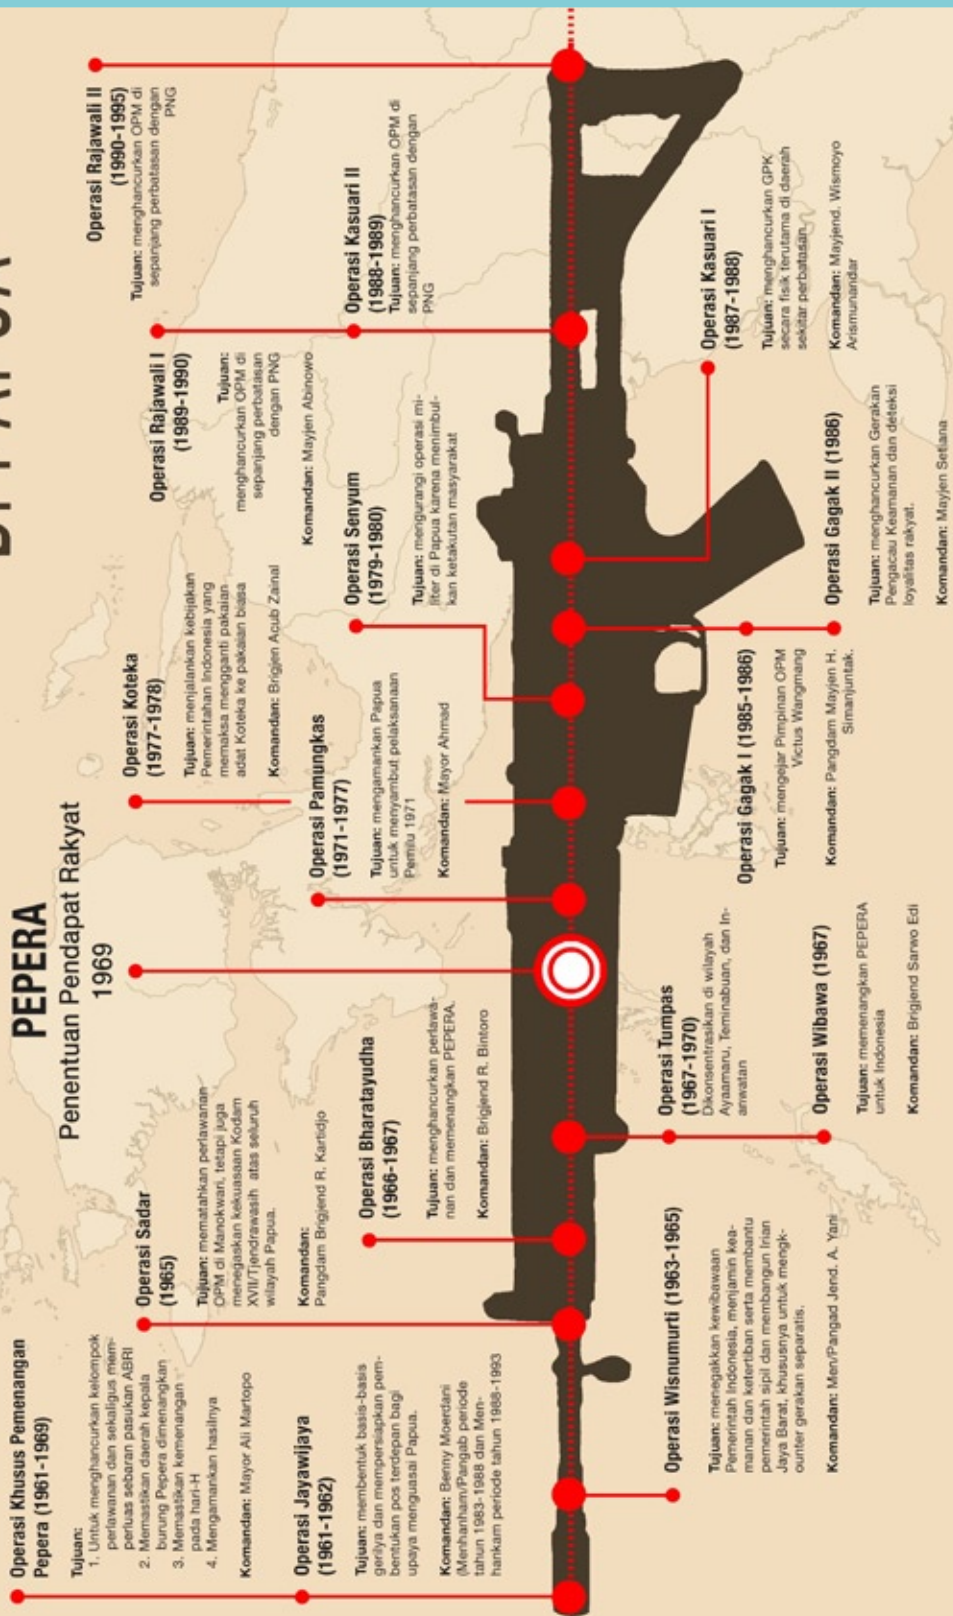 PEPERA
Penentuan Pendapat Rakyat
1969
Operasi Khusus Pemenangan
Pepera (1961-1969)
Tujuan:
1. Untuk menghancurkan kelompok
perlawanan dan sekaligus mem-
perluas sebaran pasukan ABRI
2. Memastikan daerah kepala
burung Pepera dimenangkan
3. Memastikan kemenangan
pada hari-H
4. Mengamankan hasilnya
Komandan: Mayor Ali Martopo
Operasi Jayawijaya
(1961-1962)
Tujuan: membentuk basis-basis
gerilya dan mempersiapkan pem-
bentukan pos terdepan bagi
upaya menguasai Papua.
Komandan: Benny Moerdani
(Menhanham/Pangab periode
tahun 1983-1988 dan Men-
hankam periode tahun 1988-1993
Operasi Wisnumurti (1963-1965)
Tujuan: menegakkan kewibawaan
Pemerintah Indonesia, menjamin kea-
manan dan ketertiban serta membantu
pemerintah sipil dan membangun Irian
Jaya Barat, khususnya untuk mengk-
ounter gerakan separatis.
Komandan: Men/Pangad Jend. A. Yani
Operasi Sadar
(1965)
Tujuan: mematahkan perlawanan
OPM di Manokwari, tetapi juga
menegaskan kekuasaan Kodam
XVII/Tjendrawasih atas seluruh
wilayah Papua.
Komandan:
Pangdam Brigjend R. Kartidjo
Operasi Bharatayudha
(1966-1967)
Tujuan: menghancurkan perlawa-
nan dan memenangkan PEPERA.
Komandan: Brigjend R. Bintoro
Operasi Tumpas
(1967-1970)
Dikonsentrasikan di wilayah
Ayaamaru, Teminabuan, dan In-
anwatan
Operasi Wibawa (1967)
Tujuan: memenangkan PEPERA
untuk Indonesia
Komandan: Brigjend Sarwo Edi
Operasi Pamungkas
(1971-1977)
Tujuan: mengamankan Papua
untuk menyambut pelaksanaan
Pemilu 1971
Komandan: Mayor Ahmad
Operasi Koteka
(1977-1978)
Tujuan: menjalankan kebijakan
Pemerintahan Indonesia yang
memaksa mengganti pakaian
adat Koteka ke pakaian biasa
Komandan: Brigjen Acub Zainal
Operasi Senyum
(1979-1980)
Tujuan: mengurangi operasi mi-
liter di Papua karena menimbul-
kan ketakutan masyarakat
Operasi Gagak I (1985-1986)
Tujuan: mengejar Pimpinan OPM
Victus Wangmang
Komandan: Pangdam Mayjen H.
Simanjuntak.
Operasi Gagak II (1986)
Tujuan: menghancurkan Gerakan
Pengacau Keamanan dan deteksi
loyalitas rakyat.
Komandan: Mayjen Setiana
Operasi Kasuari I
(1987-1988)
Tujuan: menghancurkan GPK
secara fisik terutama di daerah
sekitar perbatasan
Komandan: Mayjend. Wismoyo
Arismunandar
Operasi Kasuari II
(1988-1989)
Tujuan: menghancurkan OPM di
sepanjang perbatasan dengan
PNG
Operasi Rajawali I
(1989-1990)
Tujuan:
menghancurkan OPM di
sepanjang perbatasan
dengan PNG
Komandan: Mayjen Abinowo
Operasi Rajawali II
(1990-1995)
Tujuan: menghancurkan OPM di
sepanjang perbatasan dengan
PNG